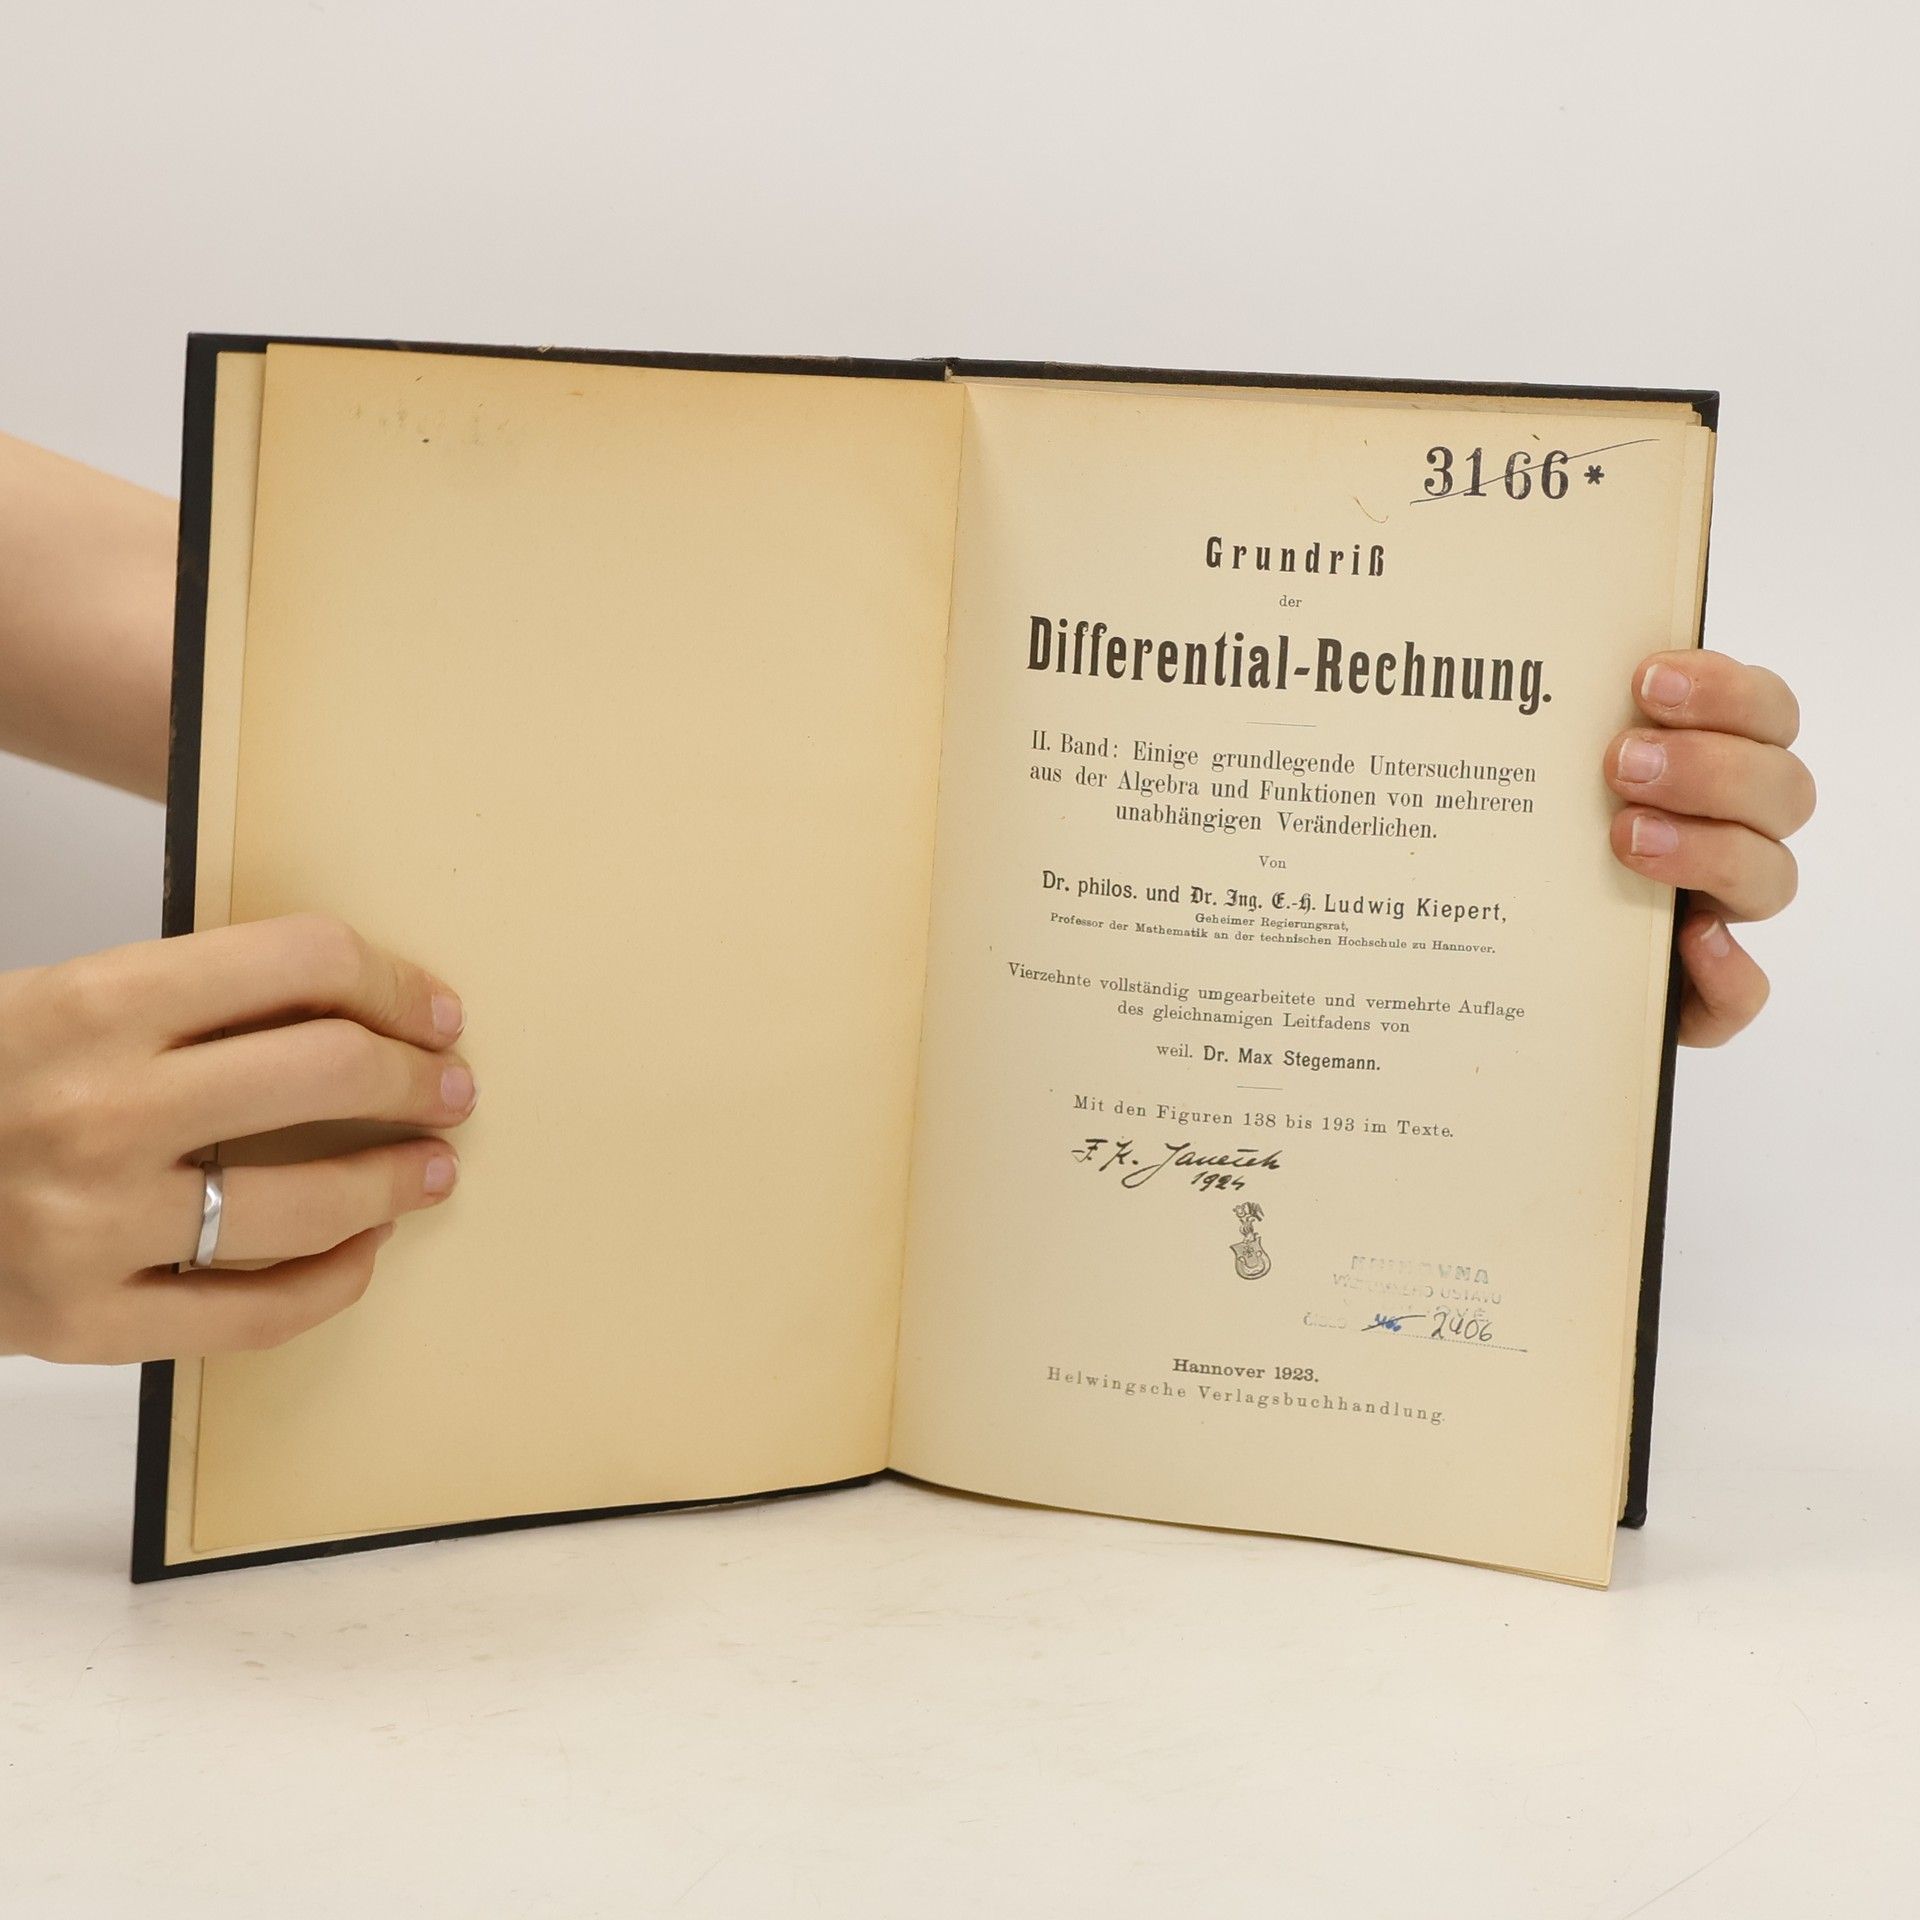 3166*
Grundriß
der
Differential-Rechnung.
II. Band: Einige grundlegende Untersuchungen
aus der Algebra und Funktionen von mehreren
unabhängigen Veränderlichen.
Von
Dr. philos. und Dr. Ing. E.-H. Ludwig Kiepert,
Geheimer Regierungsrat,
Professor der Mathematik an der technischen Hochschule zu Hannover.
Vierzehnte vollständig umgearbeitete und vermehrte Auflage
des gleichnamigen Leitfadens von
weil. Dr. Max Stegemann.
Mit den Figuren 138 bis 193 im Texte.
F. K.
1924
ÚSTAVU
2406
Hannover 1923.
Helwingsche Verlagsbuchhandlung.